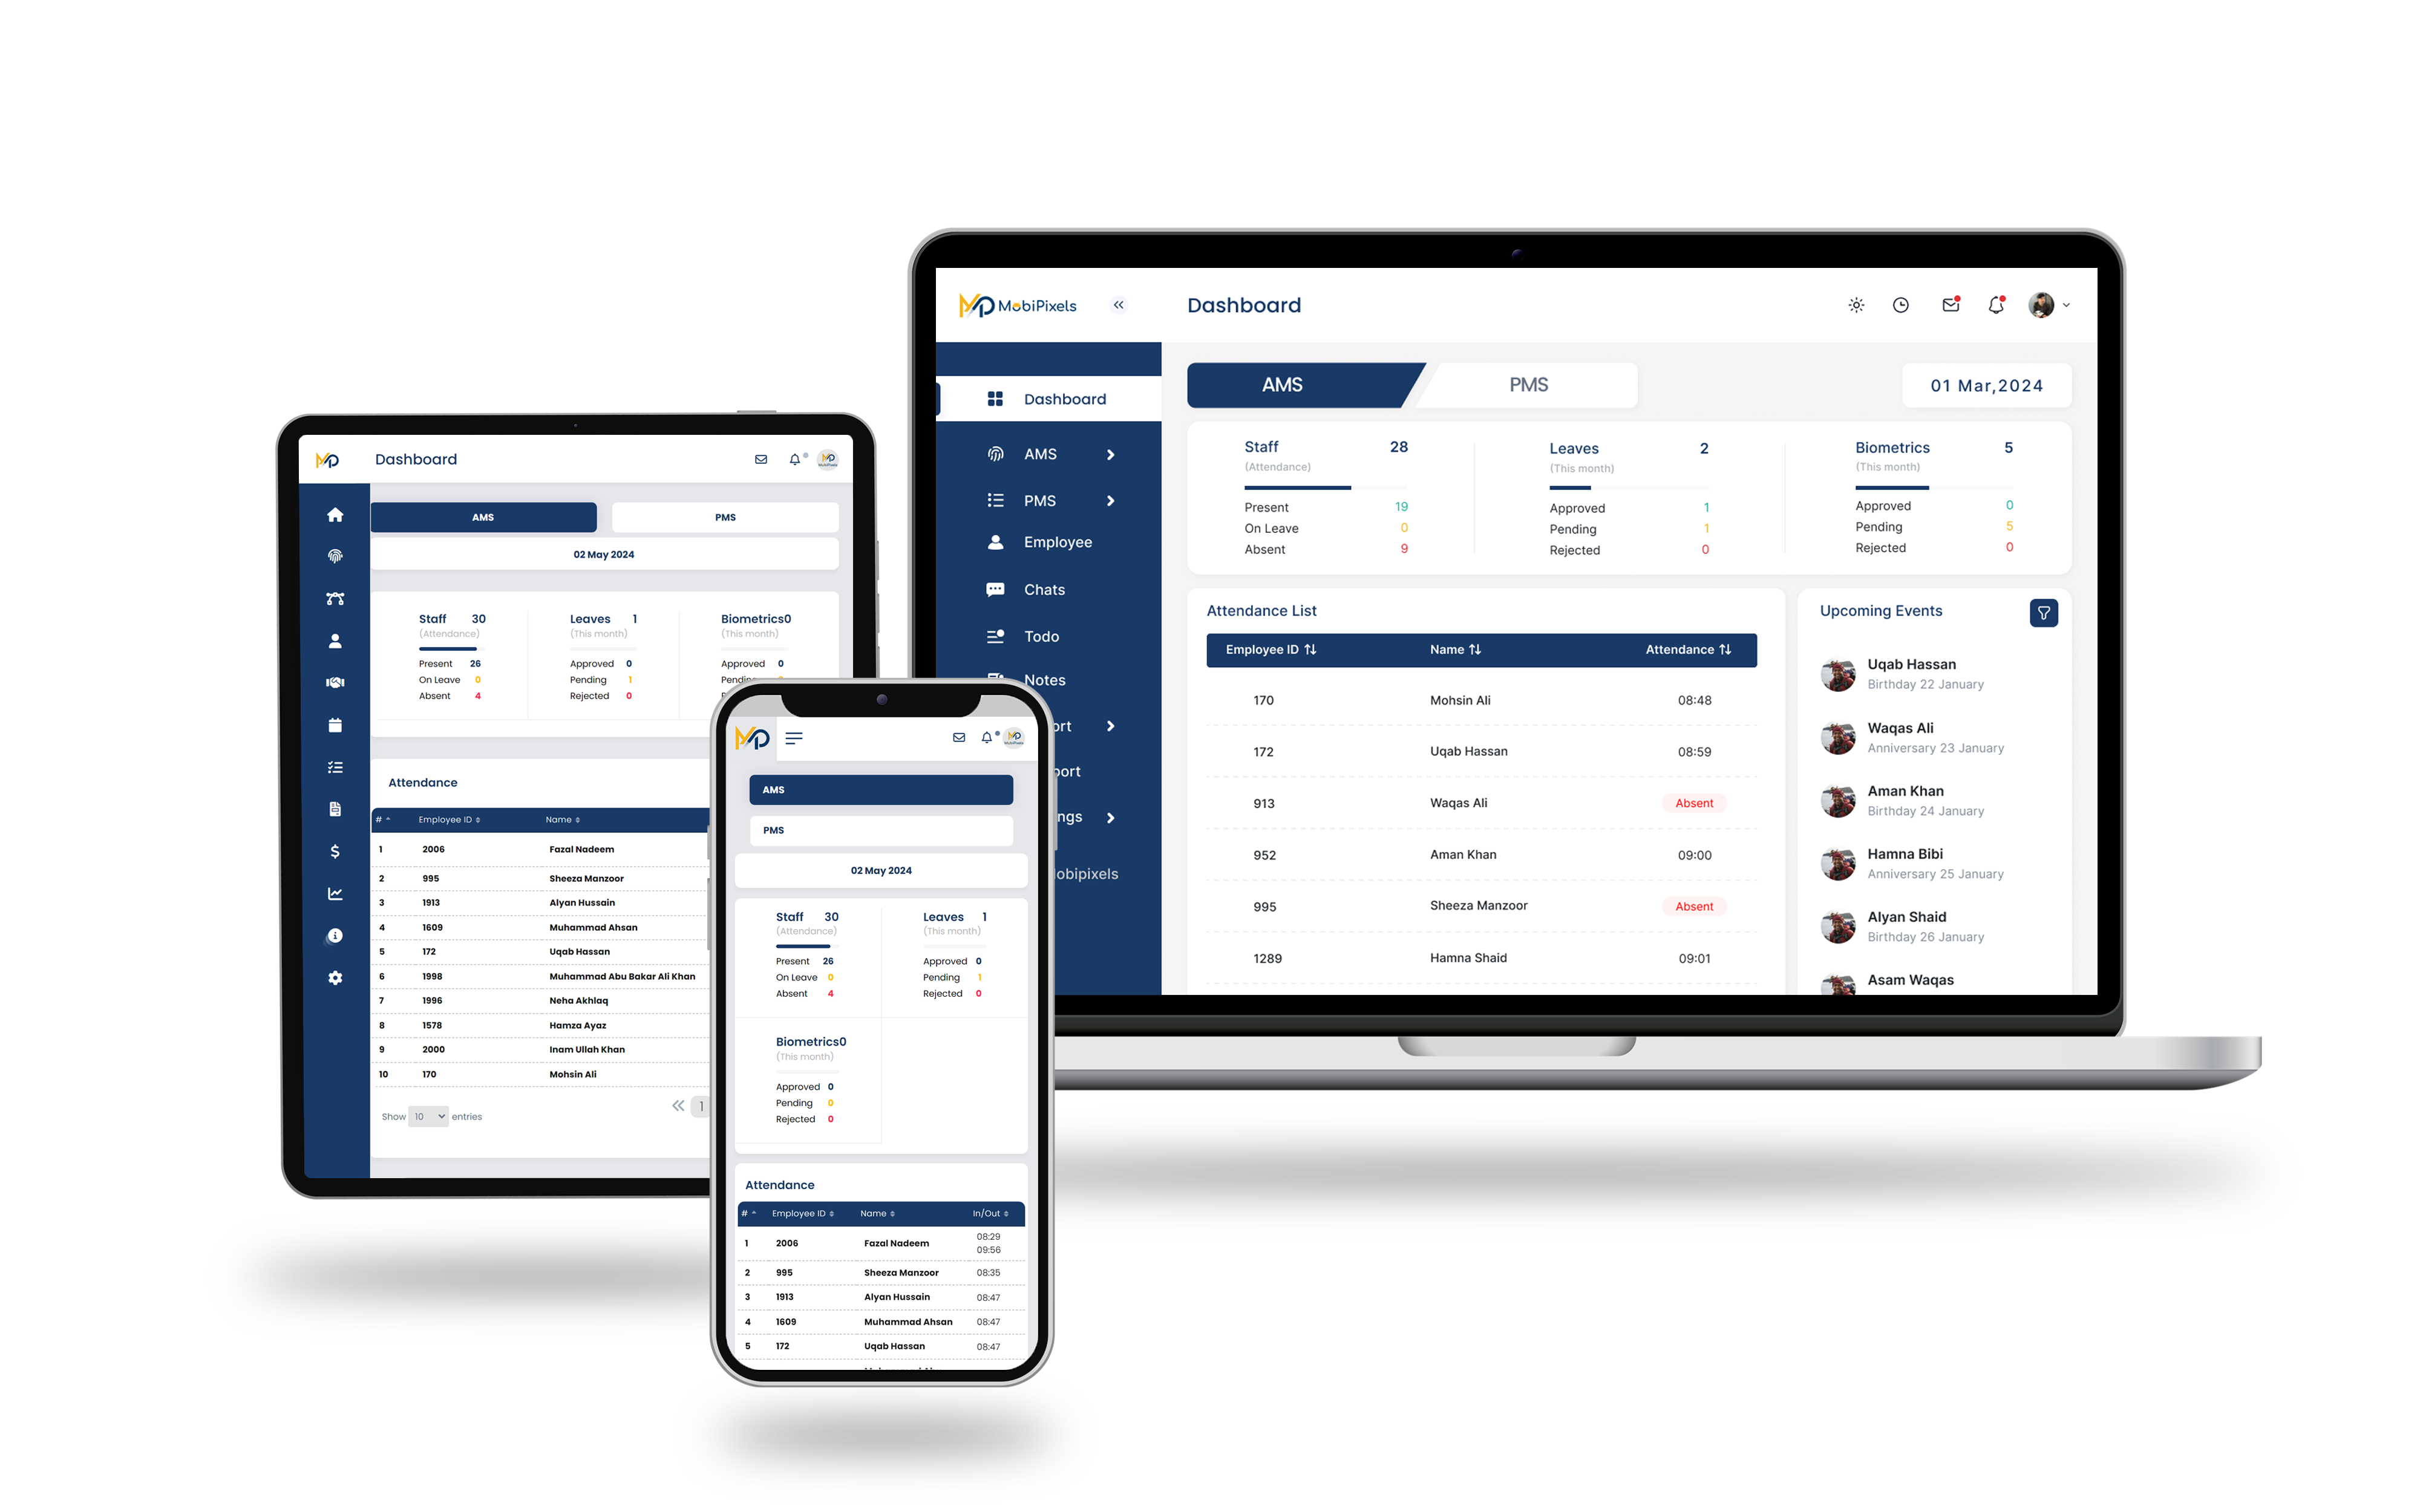 MobiPixels
Dashboard
AMS
PMS
01 Mar,2024
Dashboard
AMS
PMS
Employee
Chats
Todo
Notes
Staff 28
(Attendance)
Present 19
On Leave 0
Absent 9
Leaves 2
(This month)
Approved 1
Pending 1
Rejected 0
Biometrics 5
(This month)
Approved 0
Pending 5
Rejected 0
Attendance List
Employee ID Name Attendance
170 Mohsin Ali 08:48
172 Uqab Hassan 08:59
913 Waqas Ali Absent
952 Aman Khan 09:00
995 Sheeza Manzoor Absent
1289 Hamna Shaid 09:01
Upcoming Events
Uqab Hassan
Birthday 22 January
Waqas Ali
Anniversary 23 January
Aman Khan
Birthday 24 January
Hamna Bibi
Anniversary 25 January
Alyan Shaid
Birthday 26 January
Asam Waqas
MP
Dashboard
AMS
PMS
02 May 2024
Staff 30
(Attendance)
Present 26
On Leave 0
Absent 4
Leaves 1
(This month)
Approved 0
Pending 1
Rejected 0
Biometrics0
(This month)
Approved 0
Attendance
# Employee ID Name
1 2006 Fazal Nadeem
2 995 Sheeza Manzoor
3 1913 Alyan Hussain
4 1609 Muhammad Ahsan
5 172 Uqab Hassan
6 1998 Muhammad Abu Bakar Ali Khan
7 1996 Neha Akhlaq
8 1578 Hamza Ayaz
9 2000 Inam Ullah Khan
10 170 Mohsin Ali
Show 10 entries
1
MP
AMS
PMS
02 May 2024
Staff 30
(Attendance)
Present 26
On Leave 0
Absent 4
Leaves 1
(This month)
Approved 0
Pending 1
Rejected 0
Biometrics0
(This month)
Approved 0
Pending 0
Rejected 0
Attendance
# Employee ID Name In/Out
1 2006 Fazal Nadeem 08:29
09:56
2 995 Sheeza Manzoor 08:35
3 1913 Alyan Hussain 08:47
4 1609 Muhammad Ahsan 08:47
5 172 Uqab Hassan 08:47